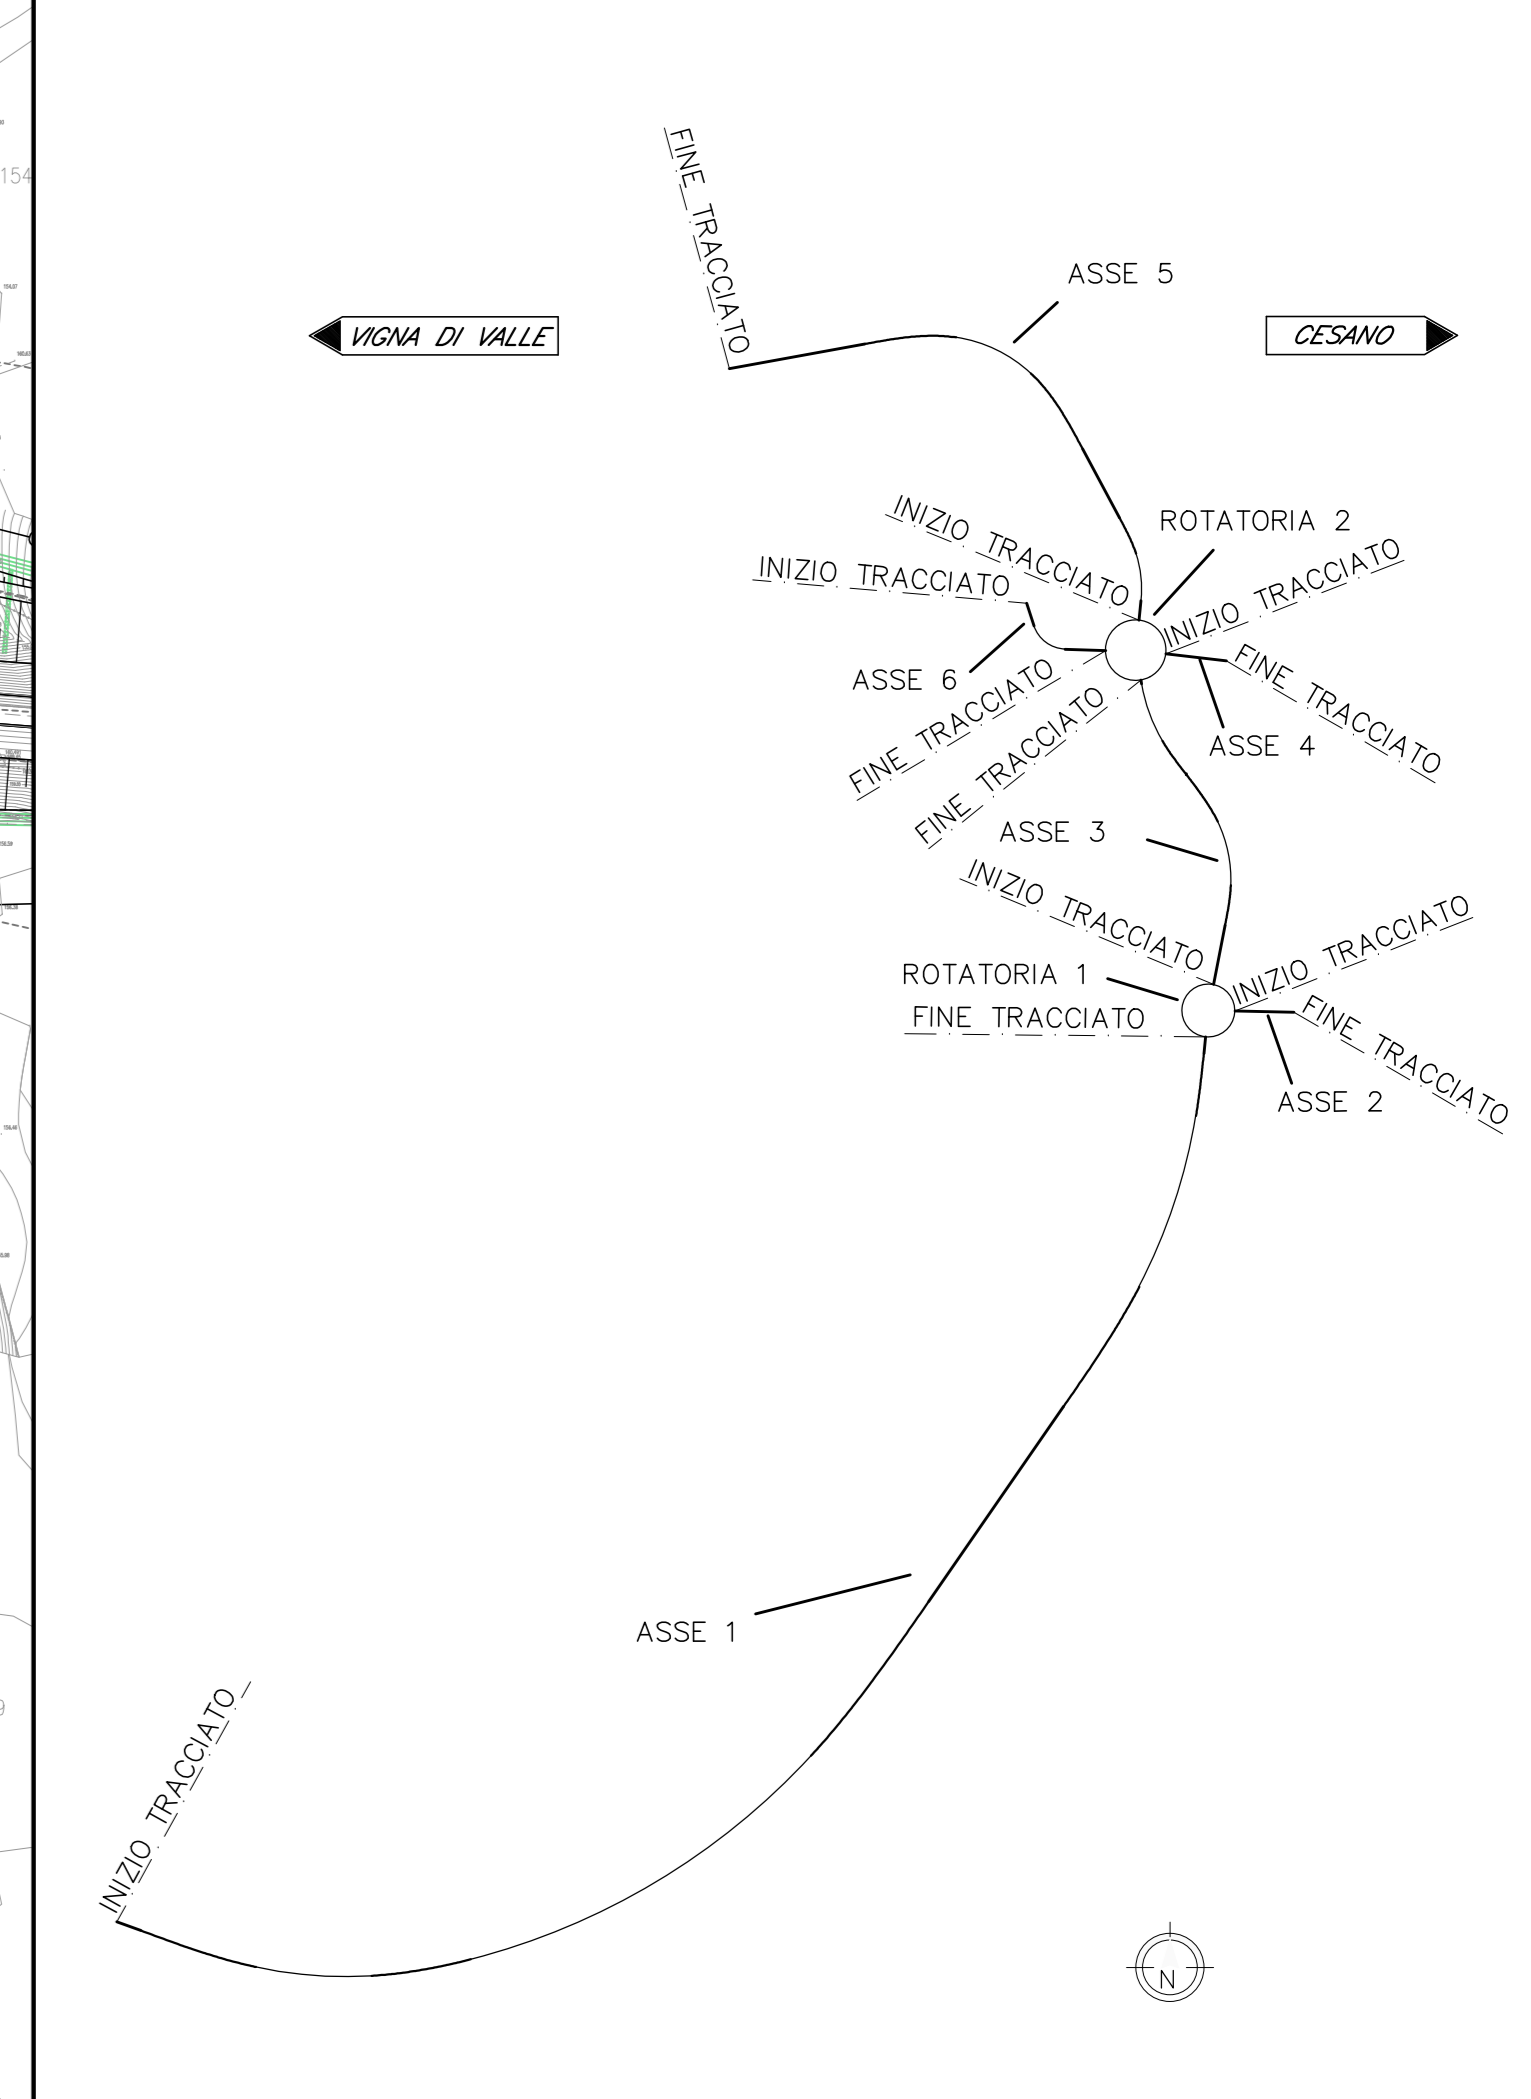 154
FINE TRACCIATO
ASSE 5
VIGNA DI VALLE
CESANO
INIZIO TRACCIATO
ROTATORIA 2
INIZIO TRACCIATO
INIZIO TRACCIATO
ASSE 6
FINE TRACCIATO
FINE TRACCIATO
FINE TRACCIATO
ASSE 4
ASSE 3
INIZIO TRACCIATO
INIZIO TRACCIATO
ROTATORIA 1
FINE TRACCIATO
FINE TRACCIATO
ASSE 2
ASSE 1
INIZIO TRACCIATO
N